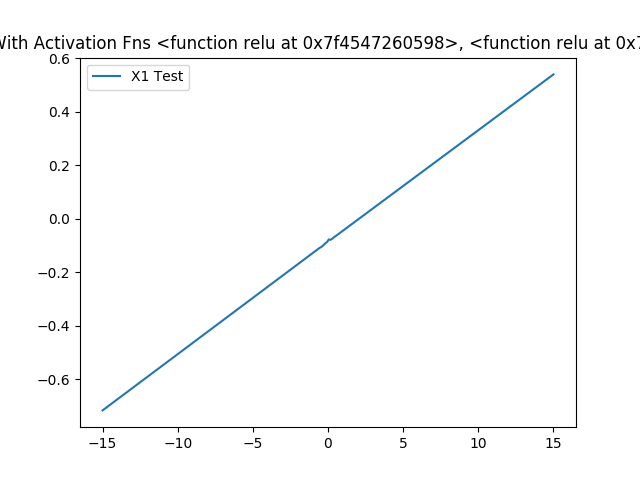 With Activation Fns <function relu at 0x7f4547260598>, <function relu at 0x7
X1 Test
0.6
0.4
0.2
0.0
−0.2
−0.4
−0.6
−15 −10 −5 0 5 10 15